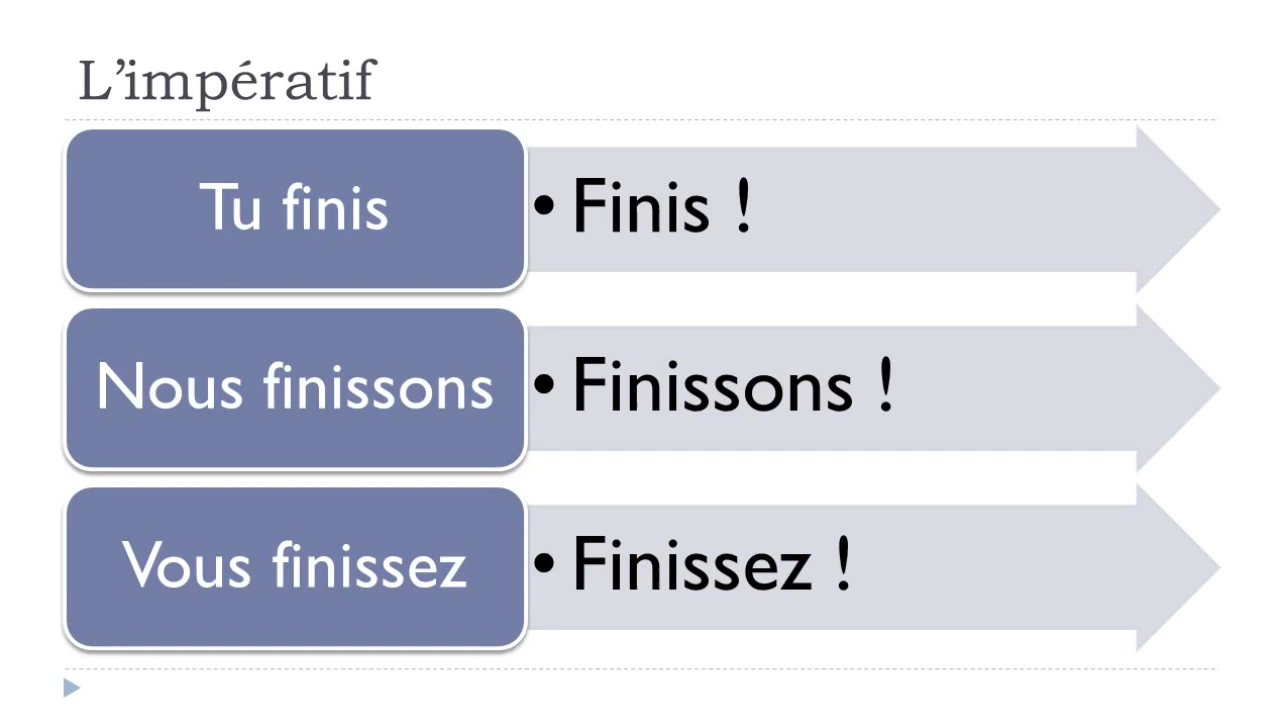 L’impératif
Tu finis
• Finis !
Nous finissons
• Finissons !
Vous finissez
• Finissez !